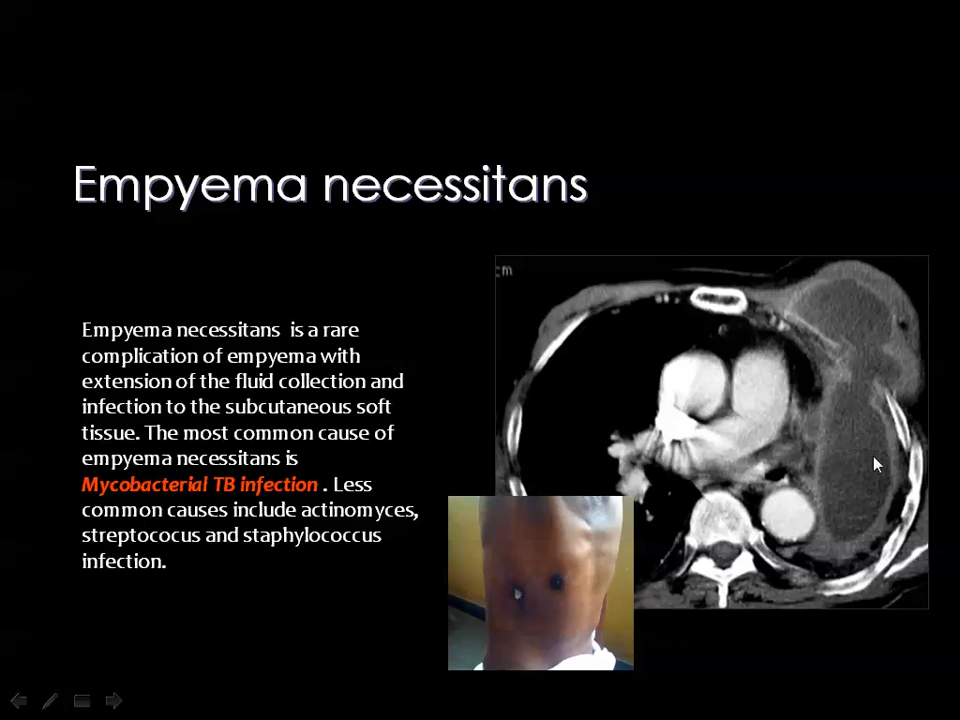 Empyema necessitans
cm
Empyema necessitans is a rare
complication of empyema with
extension of the fluid collection and
infection to the subcutaneous soft
tissue. The most common cause of
empyema necessitans is
Mycobacterial TB infection . Less
common causes include actinomyces,
streptococus and staphylococcus
infection.